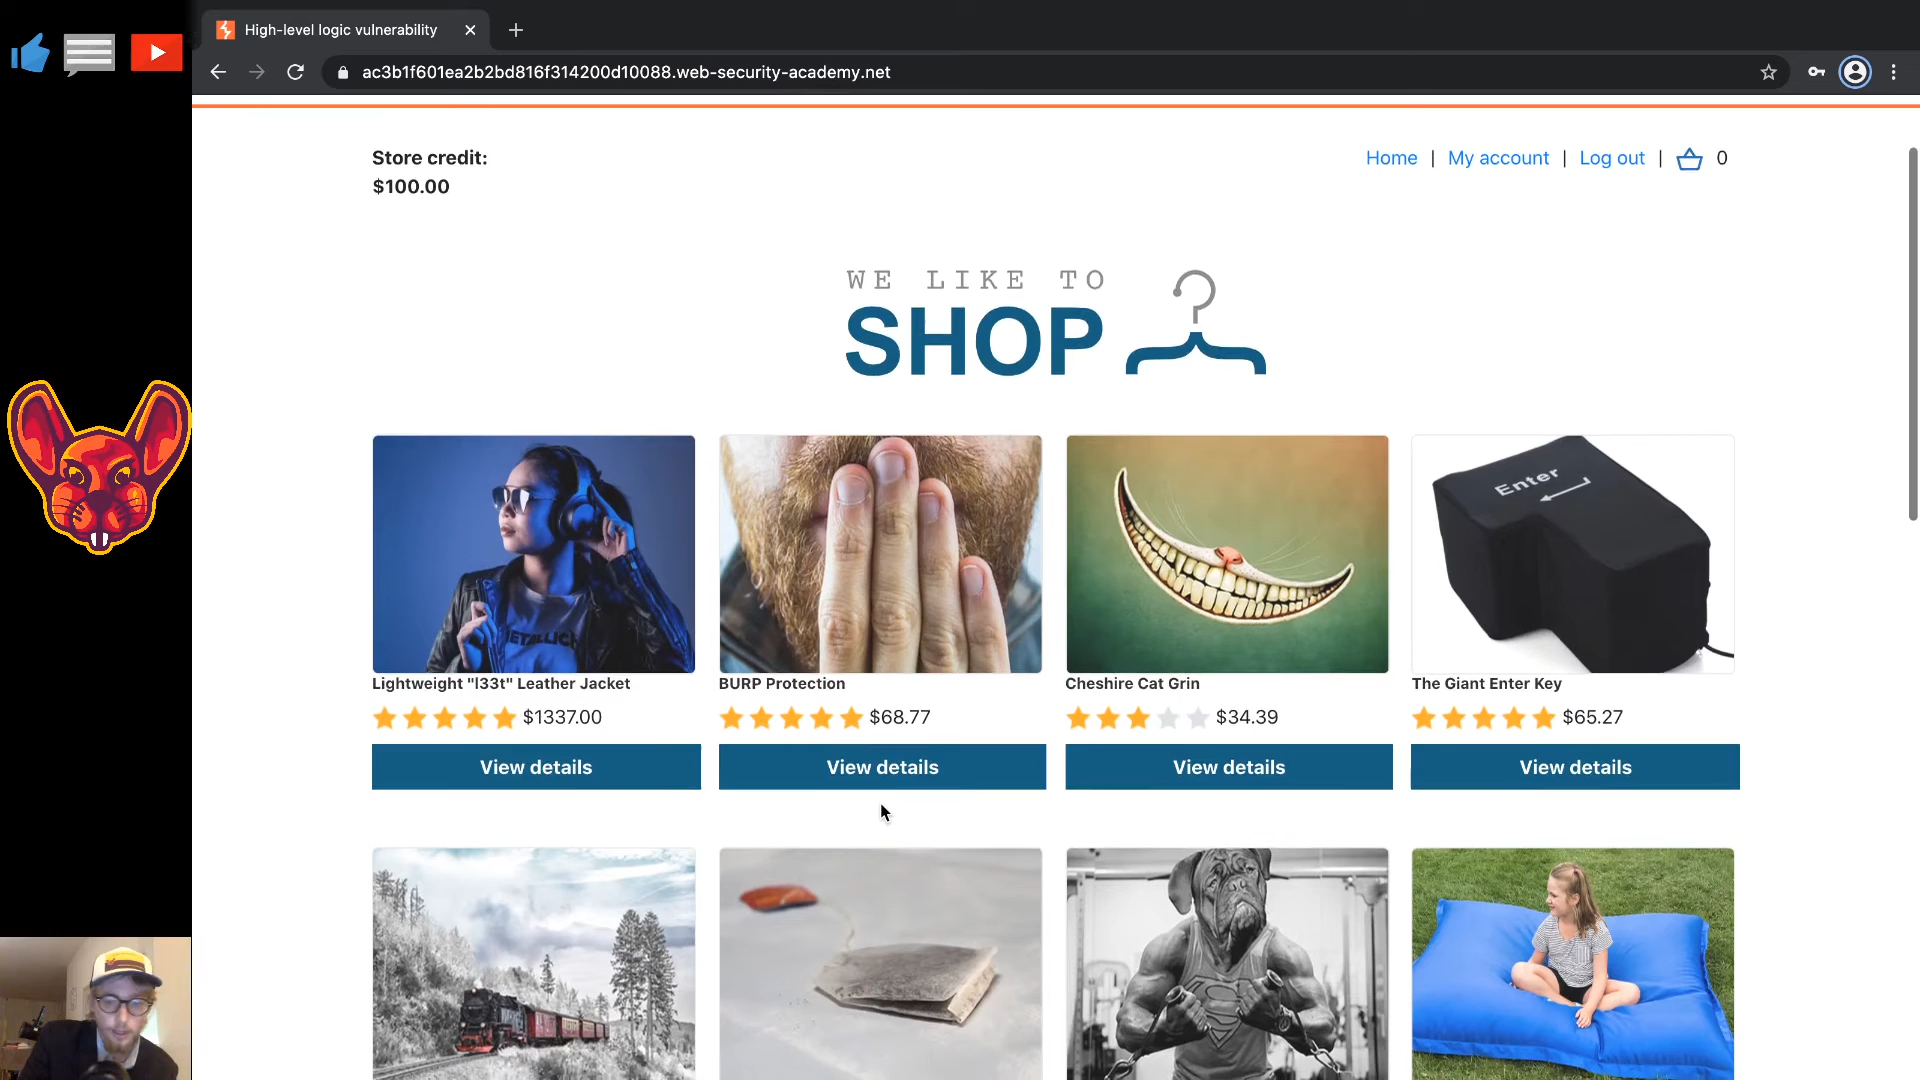 High-level logic vulnerability
ac3b1f601ea2b2bd816f314200d10088.web-security-academy.net
Store credit:
$100.00
Home | My account | Log out | 0
WE LIKE TO
SHOP
Enter
METALLICA
Lightweight "l33t" Leather Jacket
BURP Protection
Cheshire Cat Grin
The Giant Enter Key
$1337.00
$68.77
$34.39
$65.27
View details
View details
View details
View details